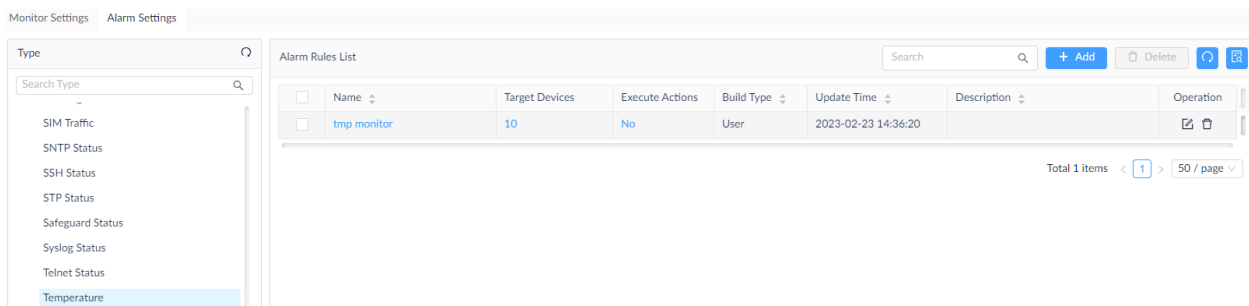 Monitor Settings Alarm Settings
Type
Search Type
SIM Traffic
SNTP Status
SSH Status
STP Status
Safeguard Status
Syslog Status
Telnet Status
Temperature
Alarm Rules List Search + Add Delete
Name Target Devices Execute Actions Build Type Update Time Description Operation
tmp monitor 10 No User 2023-02-23 14:36:20
Total 1 items < 1 > 50 / page